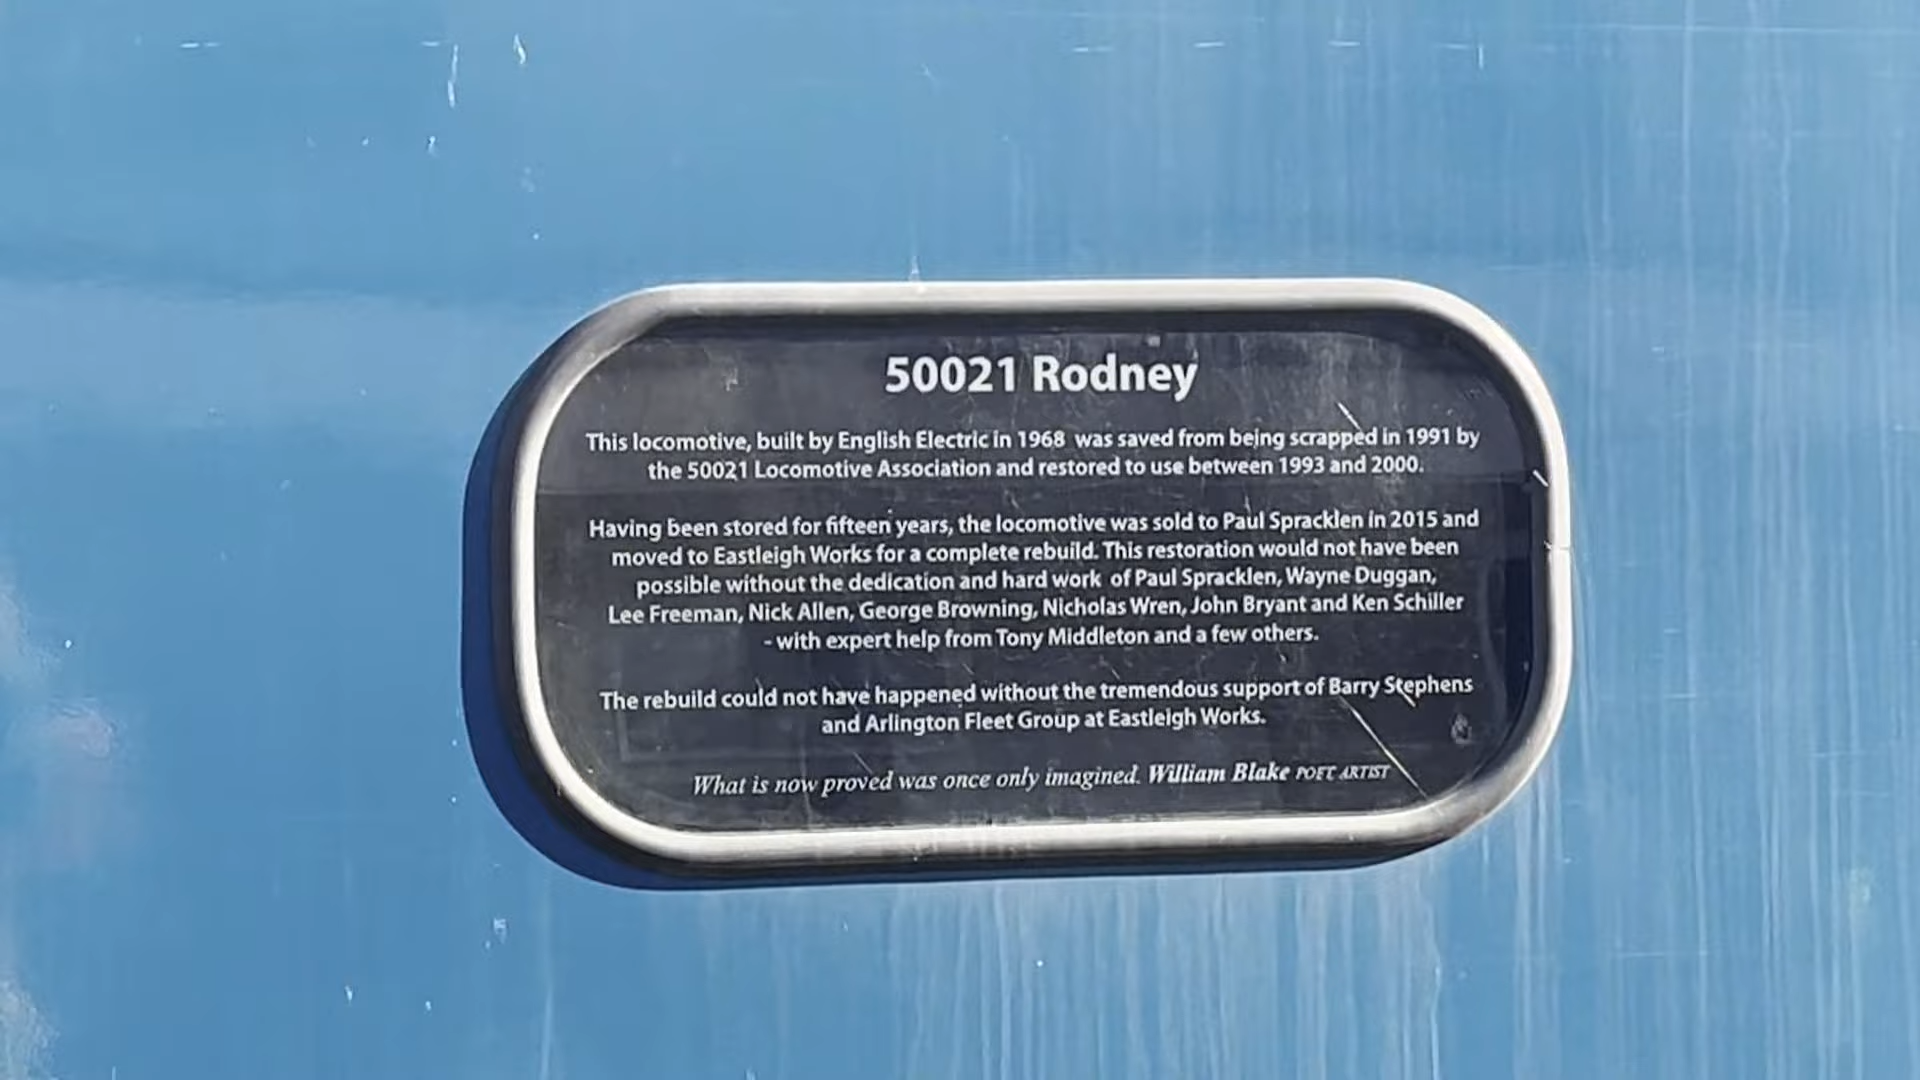 50021 Rodney
This locomotive, built by English Electric in 1968 was saved from being scrapped in 1991 by
the 50021 Locomotive Association and restored to use between 1993 and 2000.
Having been stored for fifteen years, the locomotive was sold to Paul Spracklen in 2015 and
moved to Eastleigh Works for a complete rebuild. This restoration would not have been
possible without the dedication and hard work of Paul Spracklen, Wayne Duggan,
Lee Freeman, Nick Allen, George Browning, Nicholas Wren, John Bryant and Ken Schiller
- with expert help from Tony Middleton and a few others.
The rebuild could not have happened without the tremendous support of Barry Stephens
and Arlington Fleet Group at Eastleigh Works.
What is now proved was once only imagined. William Blake POET ARTIST